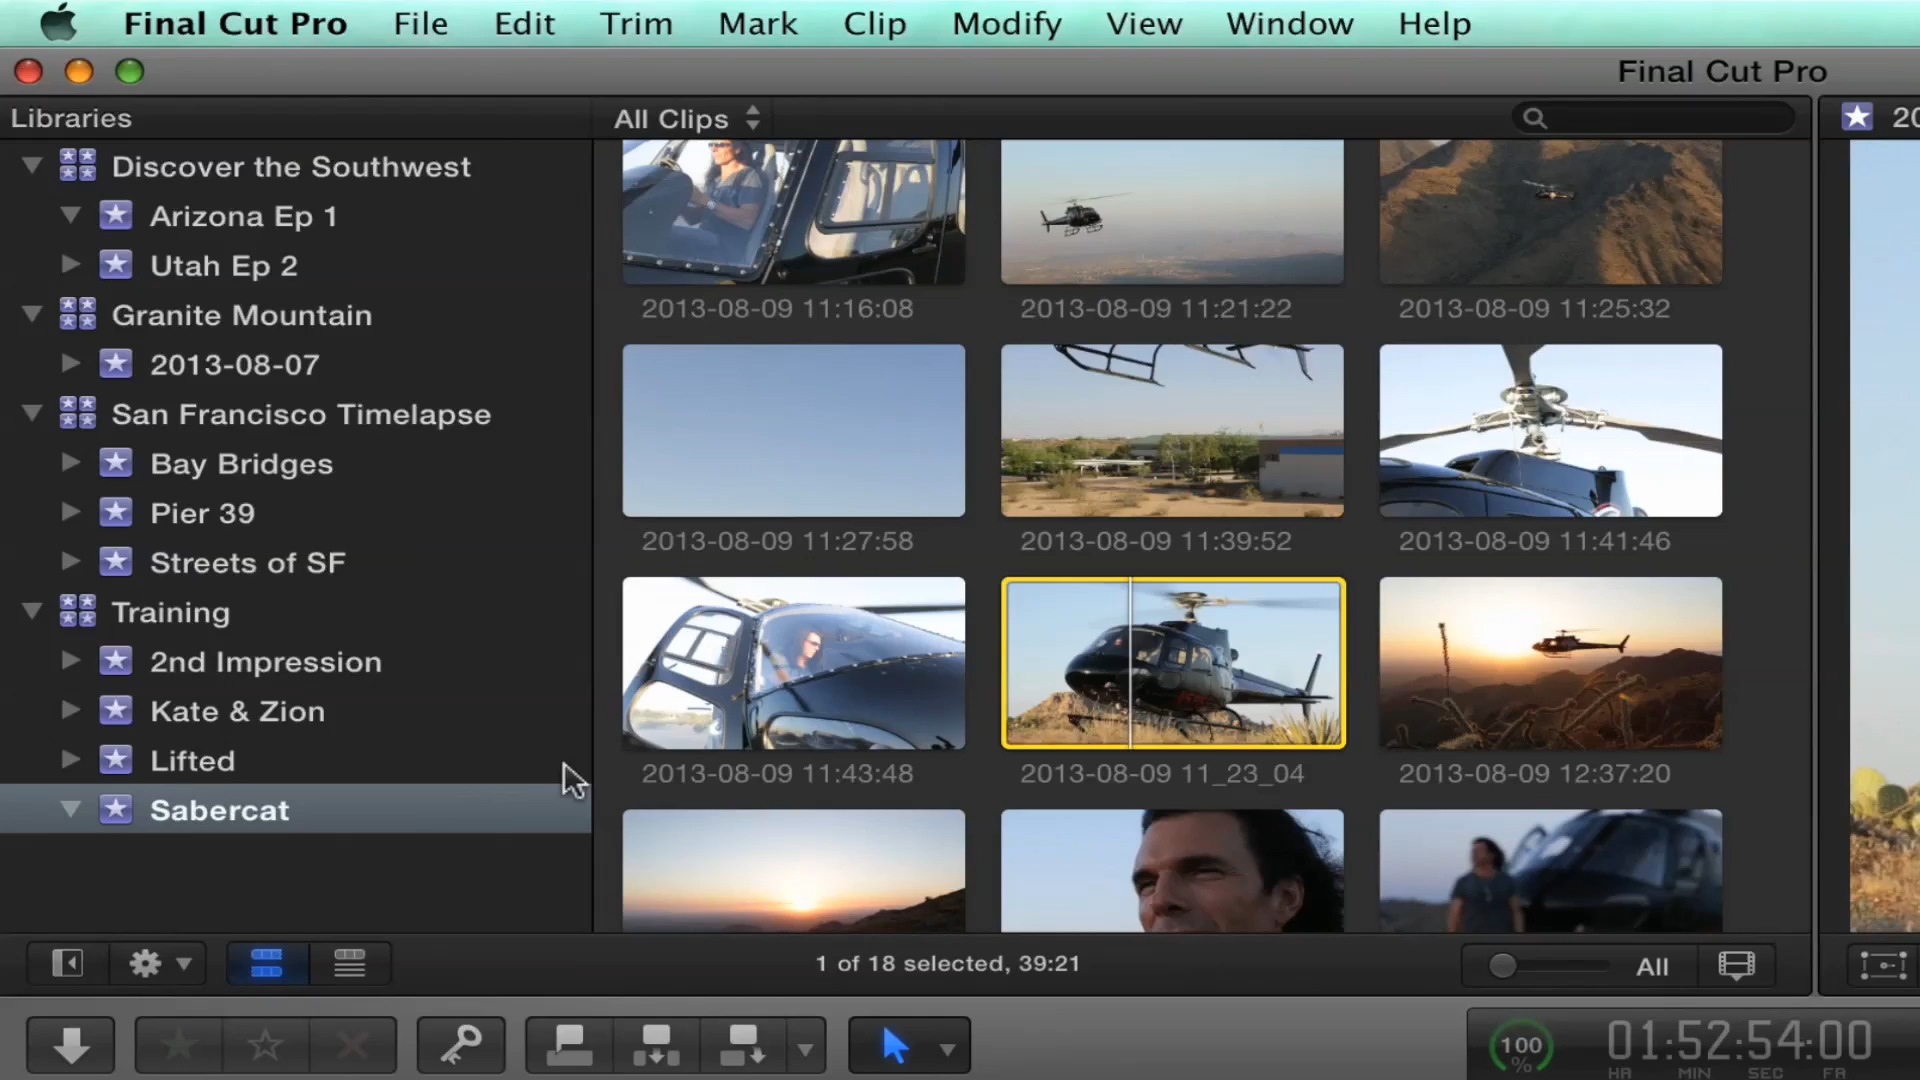 Final Cut Pro File Edit Trim Mark Clip Modify View Window Help
Final Cut Pro
Libraries
All Clips
20
Discover the Southwest
Arizona Ep 1
Utah Ep 2
Granite Mountain
2013-08-07
San Francisco Timelapse
Bay Bridges
Pier 39
Streets of SF
Training
2nd Impression
Kate & Zion
Lifted
Sabercat
2013-08-09 11:16:08
2013-08-09 11:21:22
2013-08-09 11:25:32
2013-08-09 11:27:58
2013-08-09 11:39:52
2013-08-09 11:41:46
2013-08-09 11:43:48
2013-08-09 11_23_04
2013-08-09 12:37:20
1 of 18 selected, 39:21
All
100
%
01:52:54:00
HR MIN SEC FR